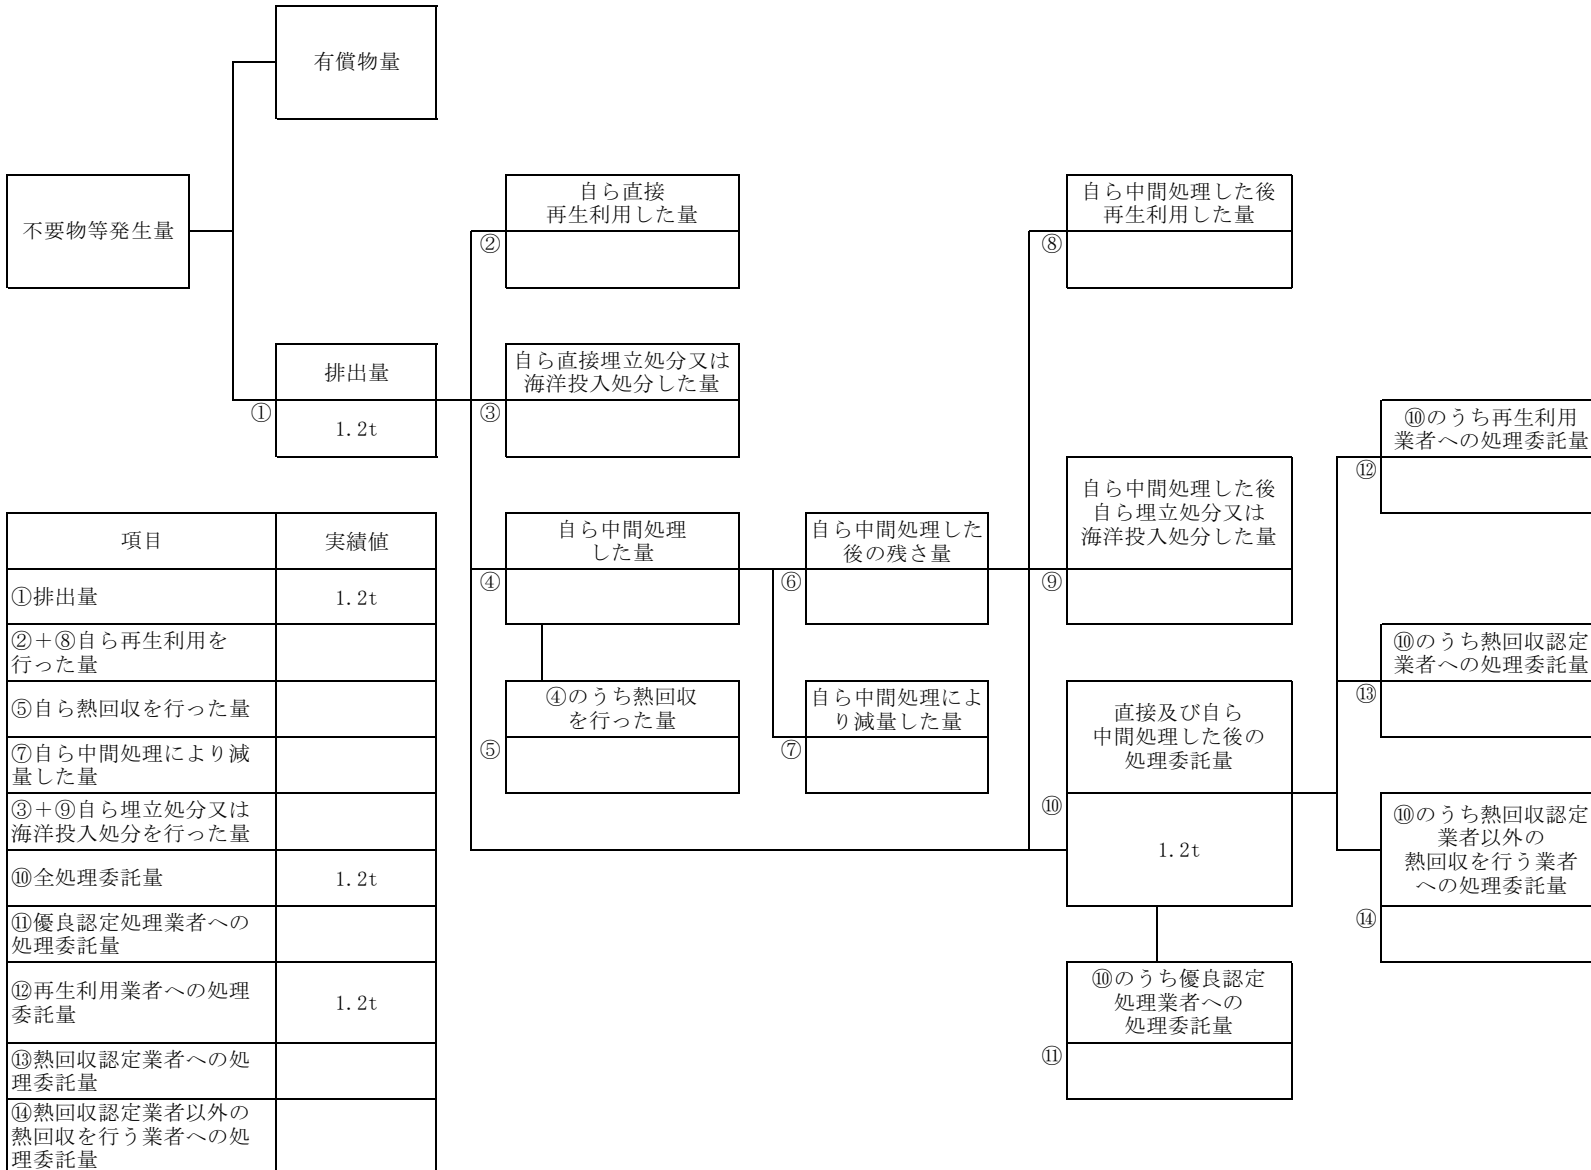 有償物量
不要物等発生量
自ら直接
再生利用した量
②
自ら中間処理した後
再生利用した量
⑧
排出量
①
1.2t
自ら直接埋立処分又は
海洋投入処分した量
③
⑩のうち再生利用
業者への処理委託量
⑫
自ら中間処理
した量
④
自ら中間処理した
後の残さ量
⑥
自ら中間処理した後
自ら埋立処分又は
海洋投入処分した量
⑨
⑩のうち熱回収認定
業者への処理委託量
⑬
④のうち熱回収
を行った量
⑤
自ら中間処理によ
り減量した量
⑦
直接及び自ら
中間処理した後の
処理委託量
⑩
1.2t
⑩のうち熱回収認定
業者以外の
熱回収を行う業者
への処理委託量
⑭
⑩のうち優良認定
処理業者への
処理委託量
⑪
項目 実績値
①排出量 1.2t
②+⑧自ら再生利用を
行った量
⑤自ら熱回収を行った量
⑦自ら中間処理により減
量した量
③+⑨自ら埋立処分又は
海洋投入処分を行った量
⑩全処理委託量 1.2t
⑪優良認定処理業者への
処理委託量
⑫再生利用業者への処理
委託量 1.2t
⑬熱回収認定業者への処
理委託量
⑭熱回収認定業者以外の
熱回収を行う業者への処
理委託量